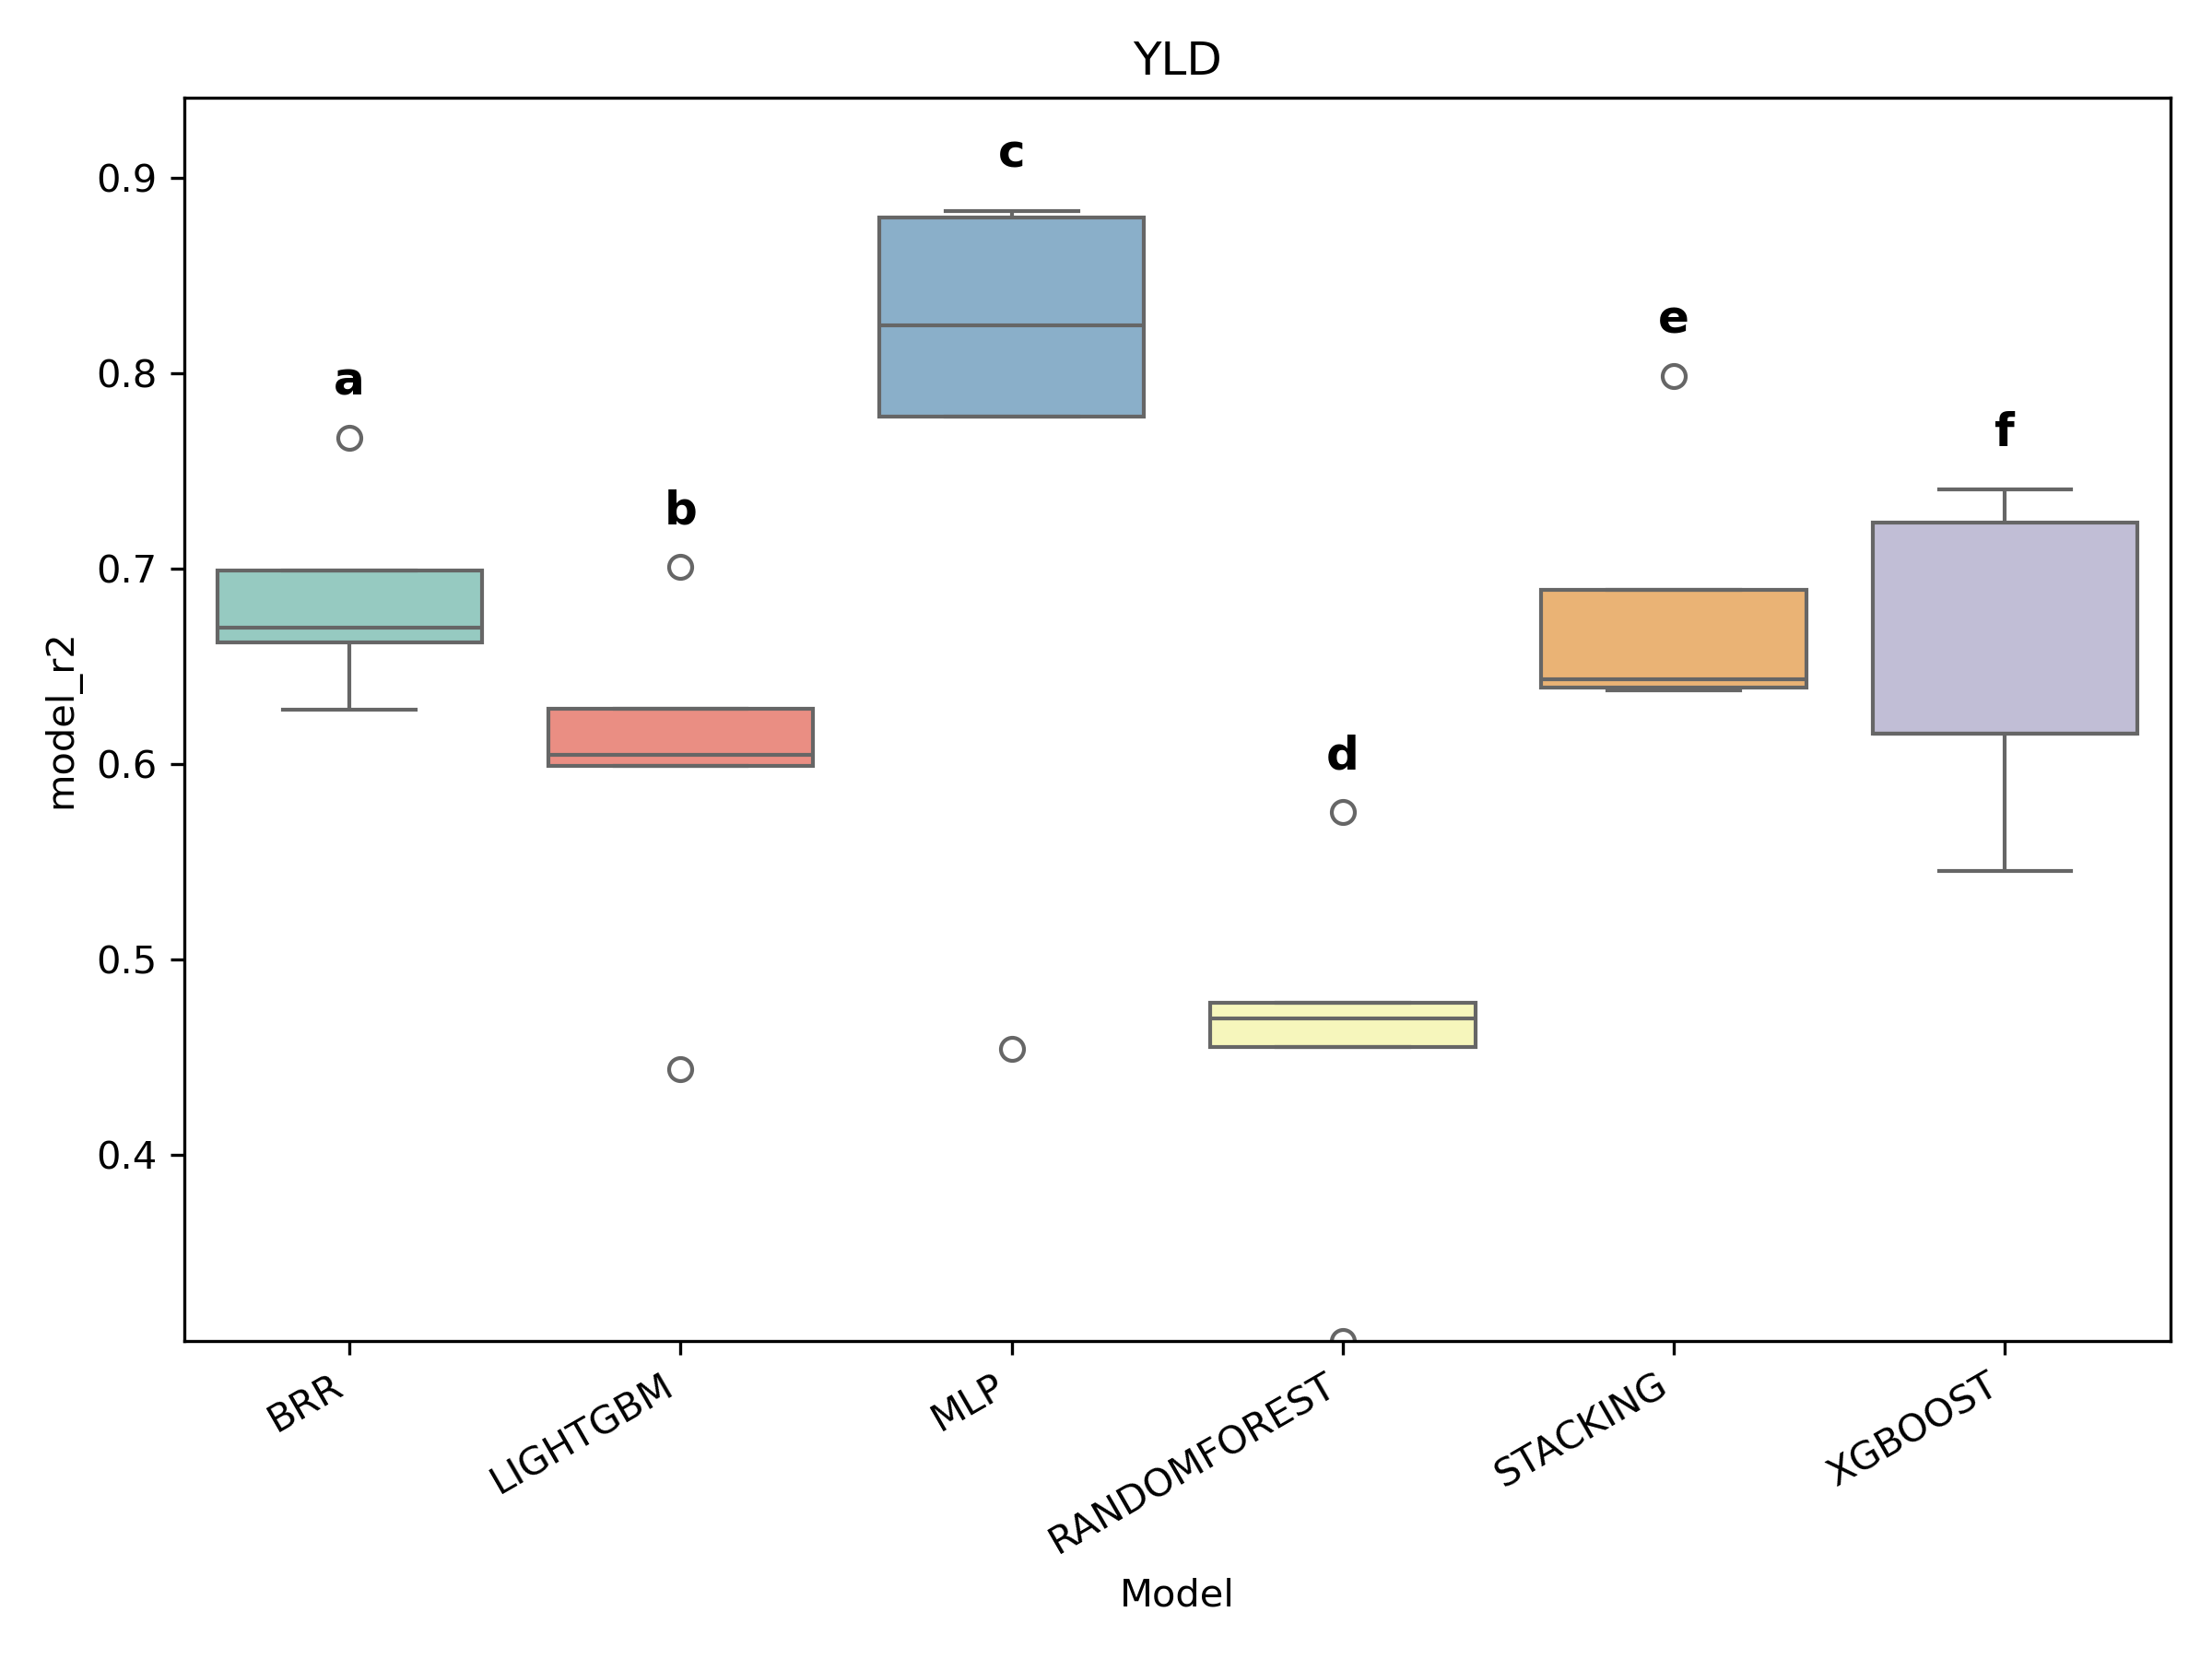 YLD
c
e
a
f
b
d
0.9
0.8
0.7
0.6
0.5
0.4
model_r2
BRR
LIGHTGBM
MLP
RANDOMFOREST
STACKING
XGBOOST
Model